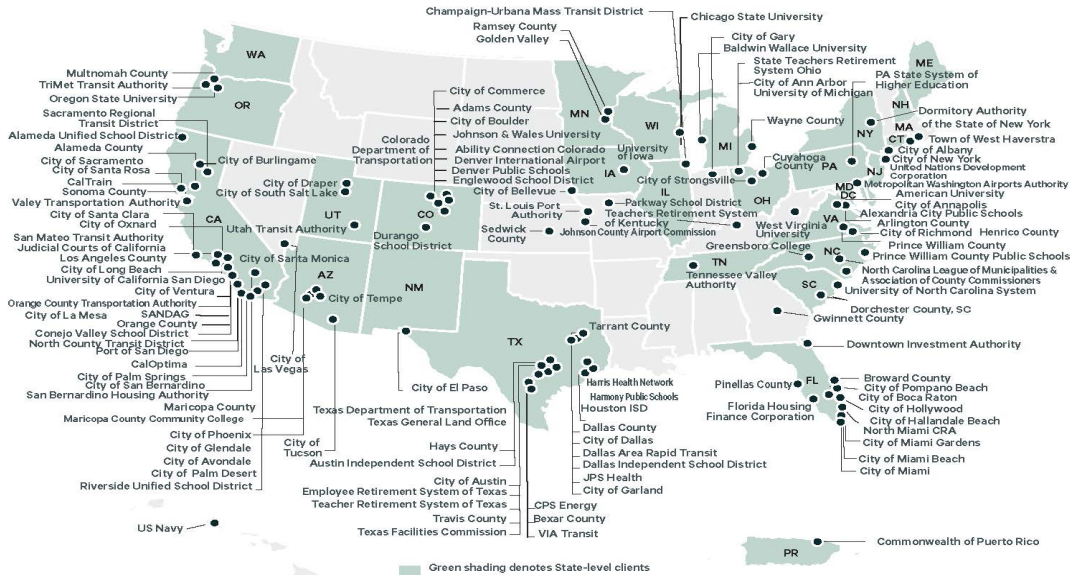 Champaign-Urbana Mass Transit District
Chicago State University
Ramsey County
Golden Valley
City of Gary
Baldwin Wallace University
State Teachers Retirement
System Ohio
City of Ann Arbor
University of Michigan
Wayne County
PA State System of
Higher Education
Dormitory Authority
of the State of New York
Town of West Haverstra
City of Albany
City of New York
United Nations Development
Corporation
Metropolitan Washington Airports Authority
American University
City of Annapolis
Alexandria City Public Schools
Arlington County
City of Richmond
Henrico County
Prince William County
Prince William County Public Schools
North Carolina League of Municipalities &
Association of County Commissioners
University of North Carolina System
Dorchester County, SC
Gwinnett County
Downtown Investment Authority
Multnomah County
TriMet Transit Authority
Oregon State University
Sacramento Regional
Transit District
Alameda Unified School District
Alameda County
City of Sacramento
City of Santa Rosa
CalTrain
Sonoma County
Valey Transportation Authority
City of Santa Clara
City of Oxnard
San Mateo Transit Authority
Judicial Courts of California
Los Angeles County
City of Long Beach
University of California San Diego
City of Ventura
Orange County Transportation Authority
City of La Mesa
SANDAG
Orange County
Conejo Valley School District
North County Transit District
Port of San Diego
CalOptima
City of Palm Springs
City of San Bernardino
San Bernardino Housing Authority
Maricopa County
Maricopa County Community College
City of Phoenix
City of Glendale
City of Avondale
City of Palm Desert
Riverside Unified School District
City of Burlingame
City of Draper
City of South Salt Lake
Utah Transit Authority
City of Santa Monica
City of Tempe
City of
Las Vegas
City of
Tucson
Colorado
Department of
Transportation
City of Commerce
Adams County
City of Boulder
Johnson & Wales University
Ability Connection Colorado
Denver International Airport
Denver Public Schools
Englewood School District
City of Bellevue
Durango
School District
St. Louis Port
Authority
Sedwick
County
University of
Iowa
City of Strongsville
Cuyahoga
County
Parkway School District
Teachers Retirement System
of Kentucky
Johnson County Airport Commission
West Virginia
University
Greensboro College
Tennessee Valley
Authority
City of El Paso
Tarrant County
Harris Health Network
Harmony Public Schools
Houston ISD
Dallas County
City of Dallas
Dallas Area Rapid Transit
Dallas Independent School District
JPS Health
City of Garland
Texas Department of Transportation
Texas General Land Office
Hays County
Austin Independent School District
City of Austin
Employee Retirement System of Texas
Teacher Retirement System of Texas
Travis County
Texas Facilities Commission
CPS Energy
Bexar County
VIA Transit
Pinellas County
Florida Housing
Finance Corporation
Broward County
City of Pompano Beach
City of Boca Raton
City of Hollywood
City of Hallandale Beach
North Miami CRA
City of Miami Gardens
City of Miami Beach
City of Miami
US Navy
Commonwealth of Puerto Rico
WA
OR
CA
UT
AZ
NM
CO
TX
MN
IA
WI
IL
MI
OH
TN
PA
NY
ME
NH
MA
CT
NJ
MD
DC
VA
NC
SC
FL
PR
Green shading denotes State-level clients